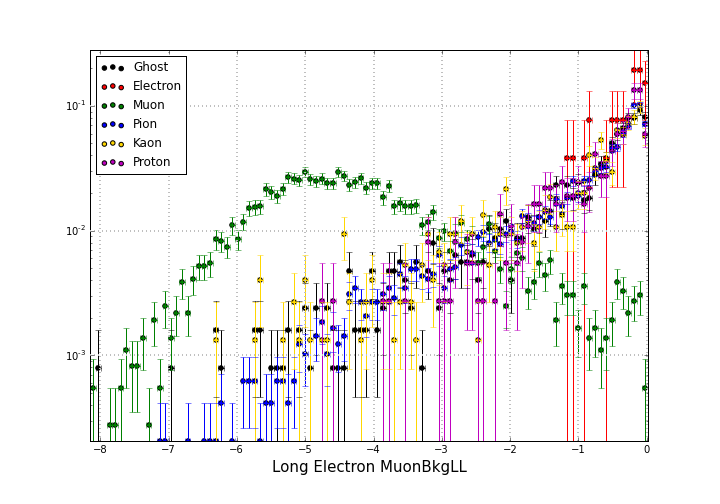 Ghost
Electron
Muon
Pion
Kaon
Proton
10⁻¹
10⁻²
10⁻³
−8 −7 −6 −5 −4 −3 −2 −1 0
Long Electron MuonBkgLL